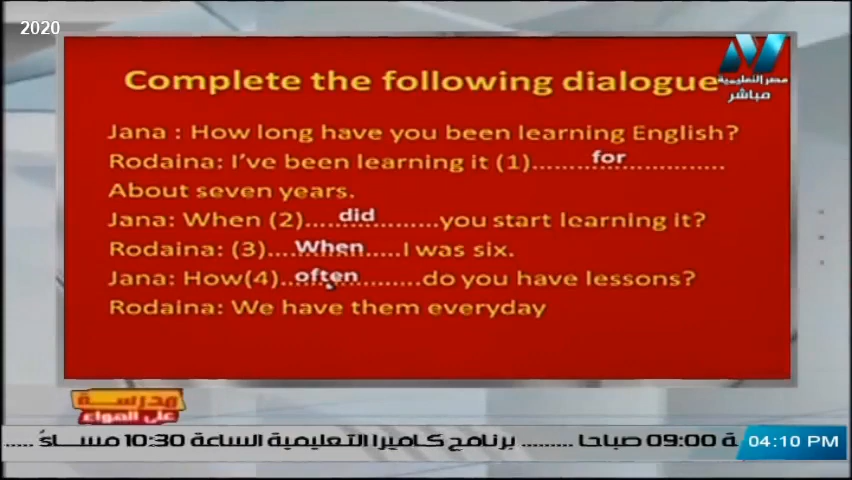 2020
Complete the following dialogue
مصر التعليمية
مباشر
Jana : How long have you been learning English?
Rodaina: I've been learning it (1)..........for..................
About seven years.
Jana: When (2).....did..........you start learning it?
Rodaina: (3)....When.....I was six.
Jana: How(4)..often..........do you have lessons?
Rodaina: We have them everyday
مدرسة
على الهواء
ـة 09:00 صباحا ......... برنامج كاميرا التعليمية الساعة 10:30 مساءً .....
04:10 PM